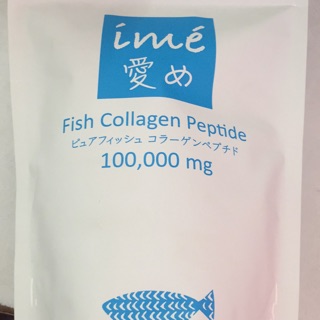 imé
愛め
Fish Collagen Peptide
ピュアフィッシュ コラーゲンペプチド
100,000 mg